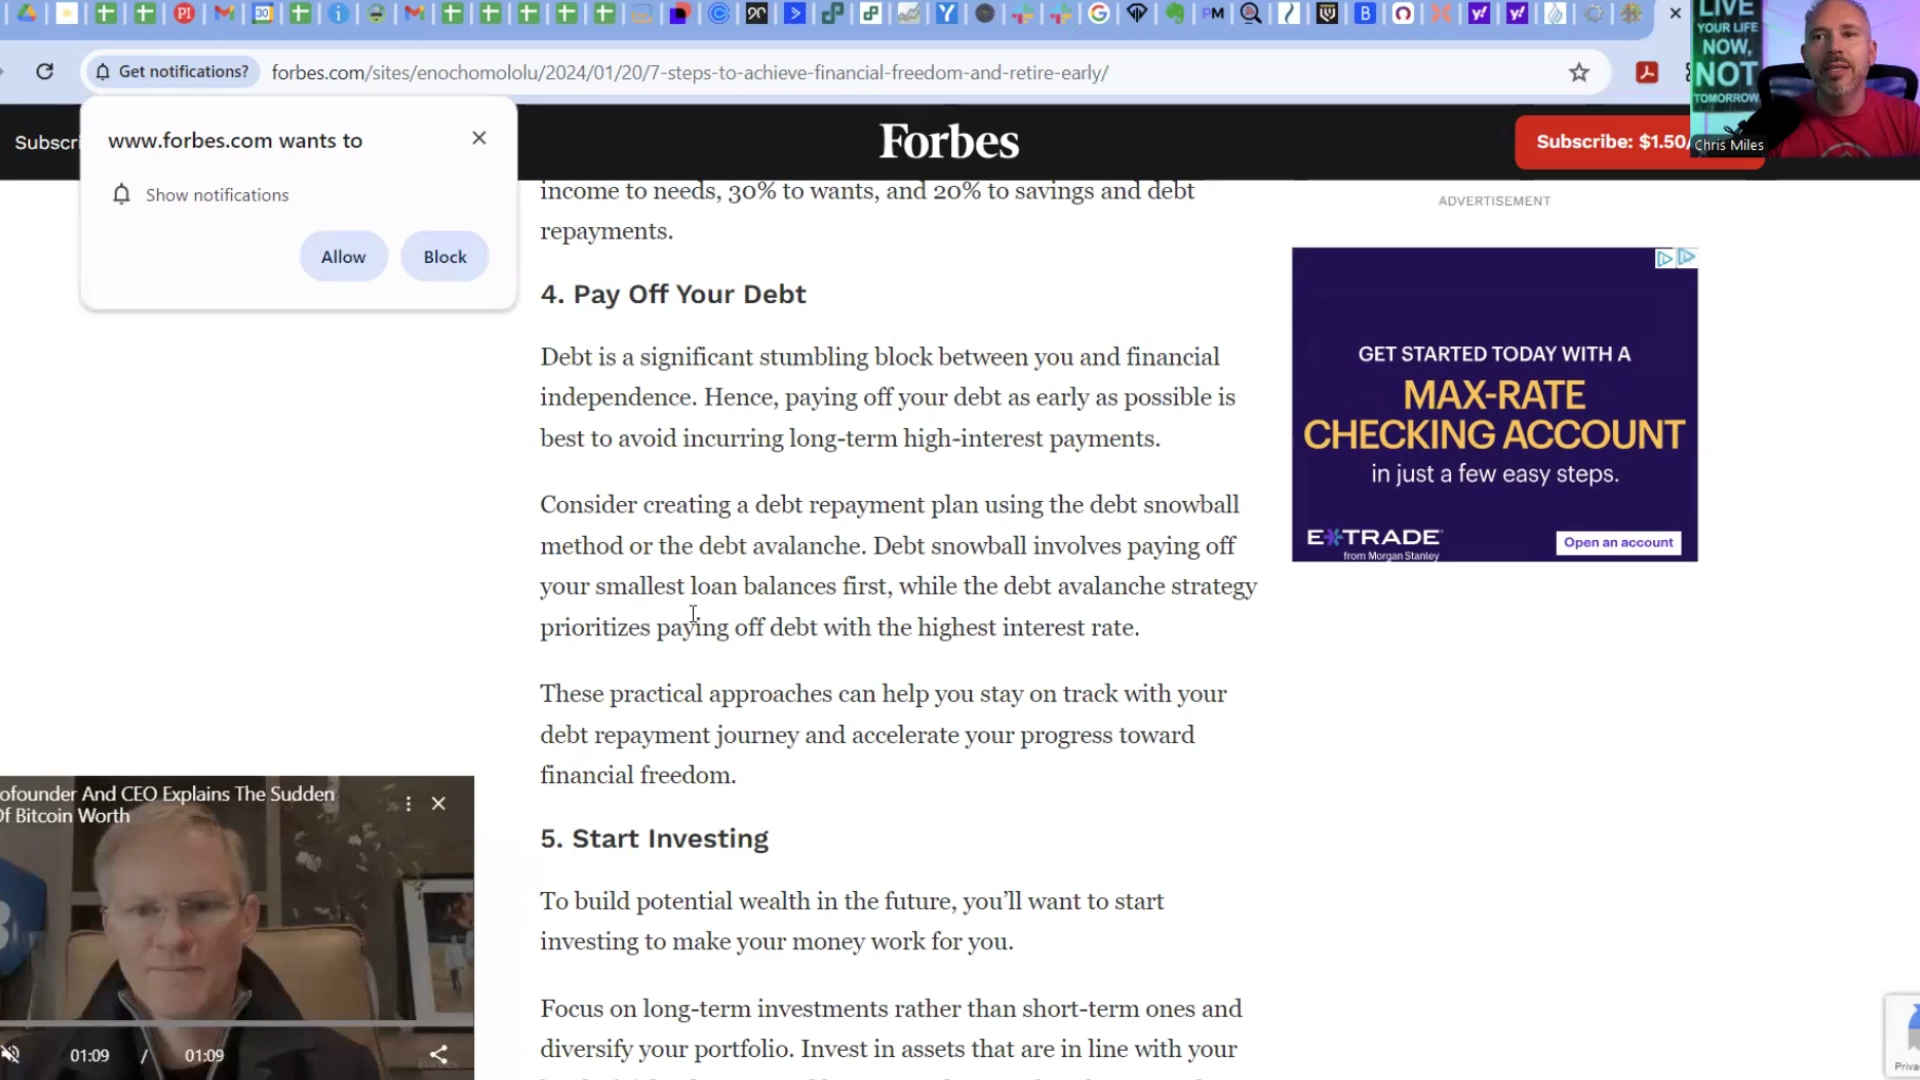 LIVE
YOUR LIFE
NOW,
NOT
TOMORROW
Chris Miles
Get notifications?
forbes.com/sites/enochomololu/2024/01/20/7-steps-to-achieve-financial-freedom-and-retire-early/
www.forbes.com wants to
Show notifications
Allow
Block
Subscri
Forbes
Subscribe: $1.50/
income to needs, 30% to wants, and 20% to savings and debt
repayments.
4. Pay Off Your Debt
Debt is a significant stumbling block between you and financial
independence. Hence, paying off your debt as early as possible is
best to avoid incurring long-term high-interest payments.
Consider creating a debt repayment plan using the debt snowball
method or the debt avalanche. Debt snowball involves paying off
your smallest loan balances first, while the debt avalanche strategy
prioritizes paying off debt with the highest interest rate.
These practical approaches can help you stay on track with your
debt repayment journey and accelerate your progress toward
financial freedom.
5. Start Investing
To build potential wealth in the future, you’ll want to start
investing to make your money work for you.
Focus on long-term investments rather than short-term ones and
diversify your portfolio. Invest in assets that are in line with your
ADVERTISEMENT
GET STARTED TODAY WITH A
MAX-RATE
CHECKING ACCOUNT
in just a few easy steps.
E*TRADE
from Morgan Stanley
Open an account
ofounder And CEO Explains The Sudden
Of Bitcoin Worth
01:09 / 01:09
Priva